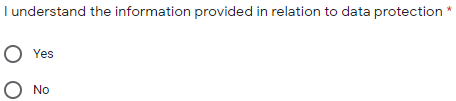 I understand the information provided in relation to data protection *
Yes
No